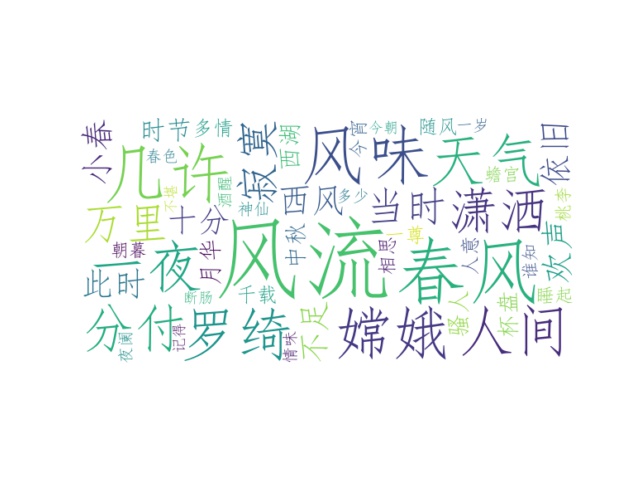 小春
时节
多情
西湖
寂寞
风味
今宵
今朝
随风
一岁
天气
依旧
春色
几许
不堪
酒醒
神仙
西风
多少
当时
潇洒
桃李
万里
十分
朝暮
月华
一夜
风流
中秋
相思
一尊
春风
人意
谁知
欢声
此时
断肠
千载
分付
夜阑
罗绮
记得
情味
不足
嫦娥
骚人
人间
杯盘